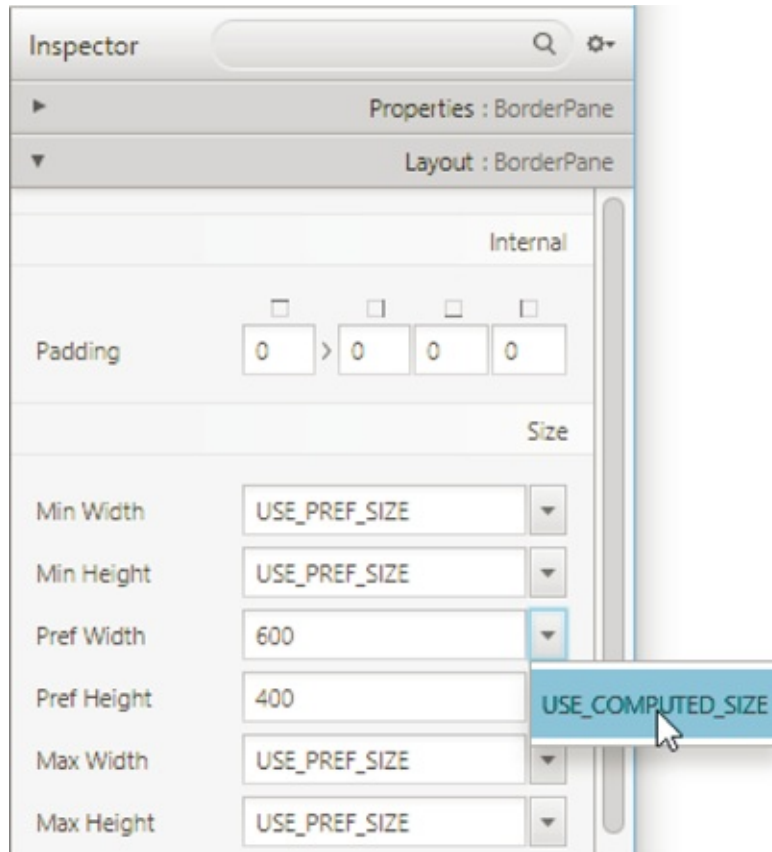 Inspector
Properties : BorderPane
Layout : BorderPane
Internal
Padding 0 > 0 0 0
Size
Min Width USE_PREF_SIZE
Min Height USE_PREF_SIZE
Pref Width 600
Pref Height 400 USE_COMPUTED_SIZE
Max Width USE_PREF_SIZE
Max Height USE_PREF_SIZE